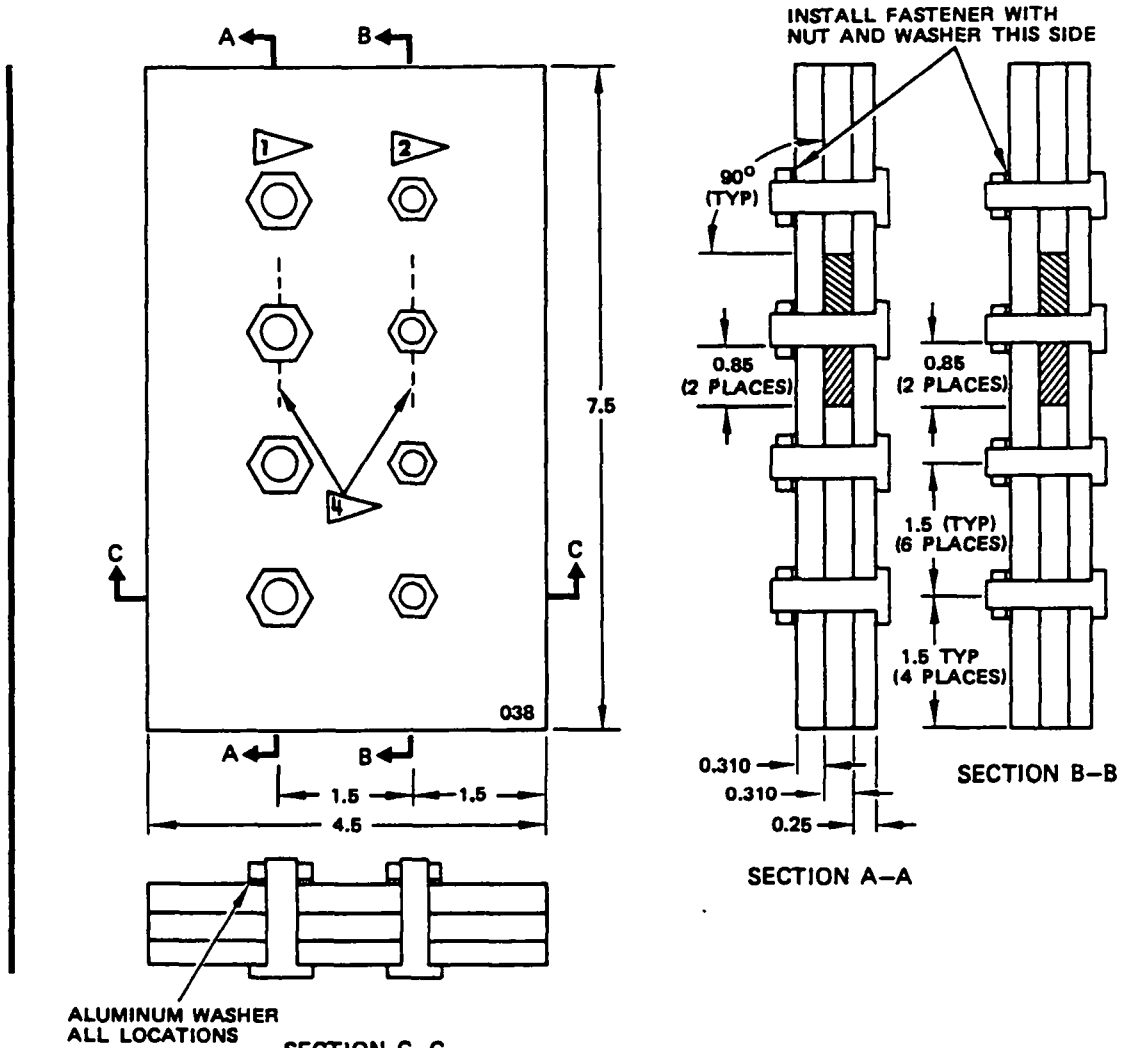 INSTALL FASTENER WITH
NUT AND WASHER THIS SIDE
A
B
1
2
90°
(TYP)
0.85
(2 PLACES)
0.85
(2 PLACES)
7.5
4
1.5 (TYP)
(6 PLACES)
C
C
1.5 TYP
(4 PLACES)
038
A
B
0.310
0.310
0.25
SECTION B-B
1.5
1.5
4.5
SECTION A-A
ALUMINUM WASHER
ALL LOCATIONS
SECTION C-C